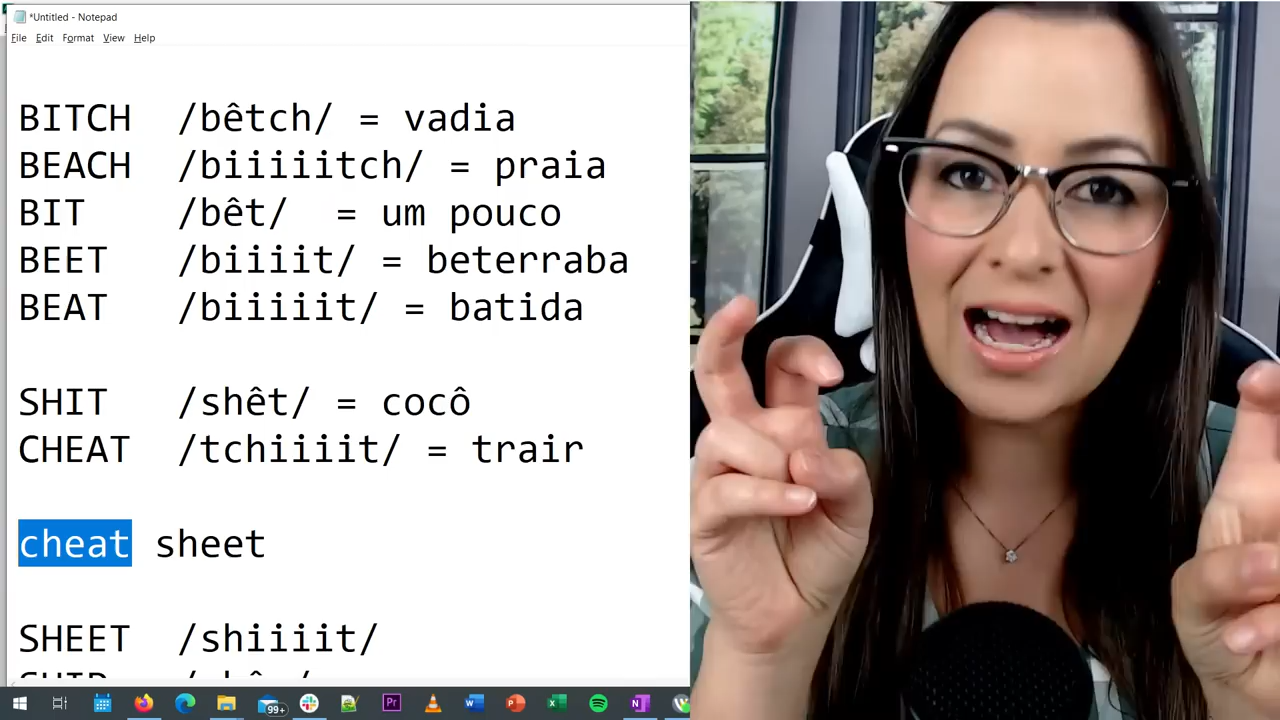 *Untitled - Notepad
File Edit Format View Help
BITCH /bêtch/ = vadia
BEACH /biiiiitch/ = praia
BIT /bêt/ = um pouco
BEET /biiiit/ = beterraba
BEAT /biiiiit/ = batida
SHIT /shêt/ = cocô
CHEAT /tchiiiit/ = trair
cheat sheet
SHEET /shiiiit/
99+